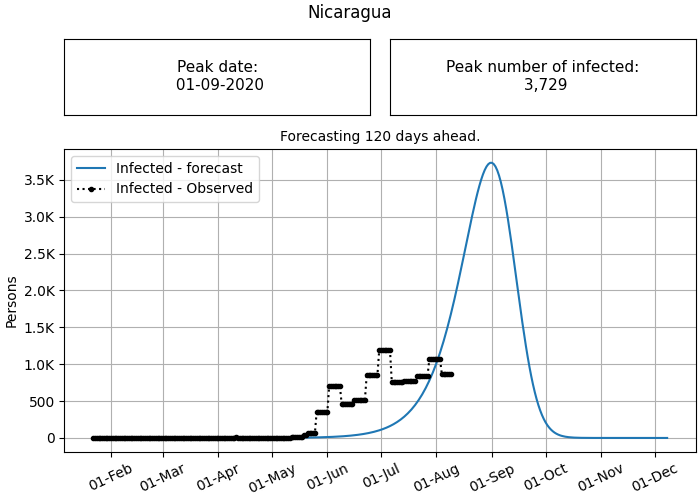 Nicaragua
Peak date:
01-09-2020
Peak number of infected:
3,729
Forecasting 120 days ahead.
Infected - forecast
Infected - Observed
Persons
3.5K
3.0K
2.5K
2.0K
1.5K
1.0K
500
0
01-Feb
01-Mar
01-Apr
01-May
01-Jun
01-Jul
01-Aug
01-Sep
01-Oct
01-Nov
01-Dec